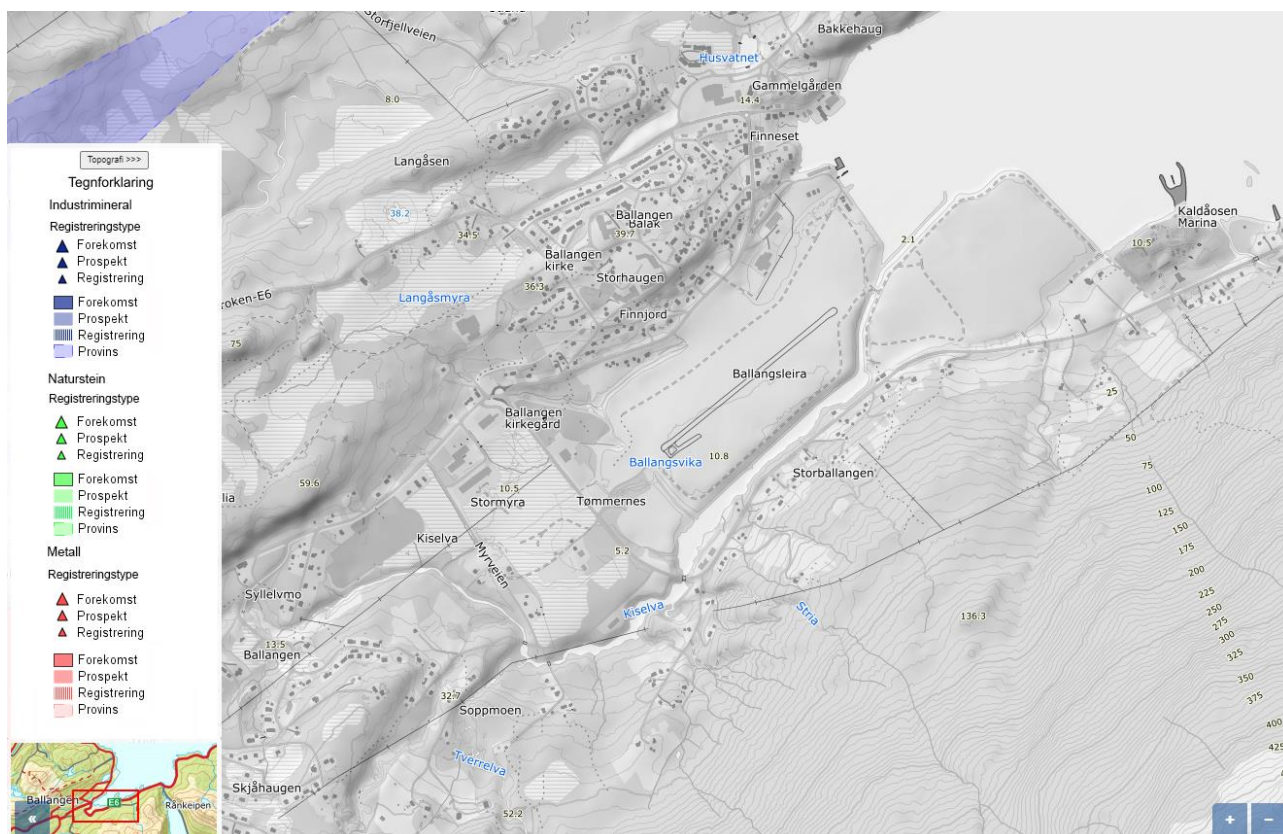 Storfjellveien
Bakkehaug
Husvatnet
Gammelgården
14.4
8.0
Finneset
Langåsen
38.2
34.5
Ballangen
Balak
39.7
Ballangen
kirke
Storhaugen
36.3
Langåsmyra
Finnjord
75
2.1
Kaldåosen
Marina
10.5
Ballangsleira
Ballangen
kirkegård
Ballangsvika
10.8
Storballangen
25
50
75
100
125
150
175
200
225
250
275
300
325
350
375
400
425
59.6
10.5
Stormyra
Tømmernes
Kiselva
Myrveien
5.2
Kiselva
Stria
136.3
Syllelvmo
13.5
Ballangen
32.7
Soppmoen
Tverrelva
Skjåhaugen
52.2
Topografi >>>
Tegnforklaring
Industrimineral
Registreringstype
Forekomst
Prospekt
Registrering
Forekomst
Prospekt
Registrering
Provins
Naturstein
Registreringstype
Forekomst
Prospekt
Registrering
Forekomst
Prospekt
Registrering
Provins
Metall
Registreringstype
Forekomst
Prospekt
Registrering
Forekomst
Prospekt
Registrering
Provins
Ballangen
E6
Rånkeipen
«
+
−